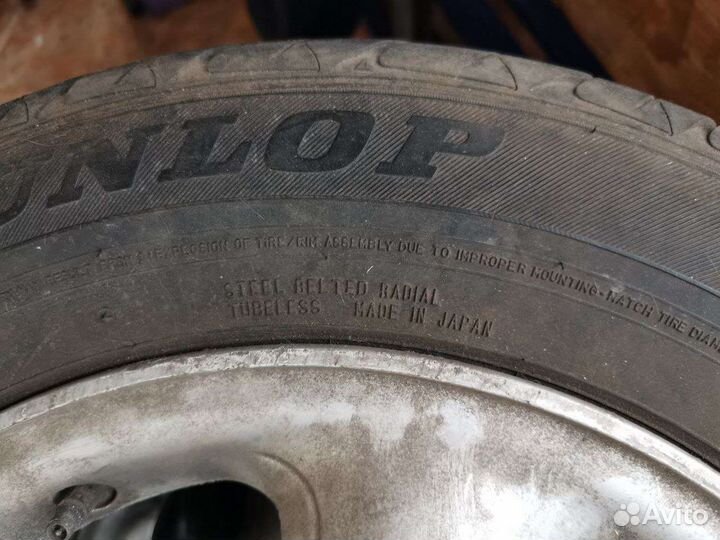 UNLOP
EXPLOSION OF TIRE/RIM ASSEMBLY DUE TO IMPROPER MOUNTING-MATCH TIRE DIAM
STEEL BELTED RADIAL
TUBELESS MADE IN JAPAN
Avito